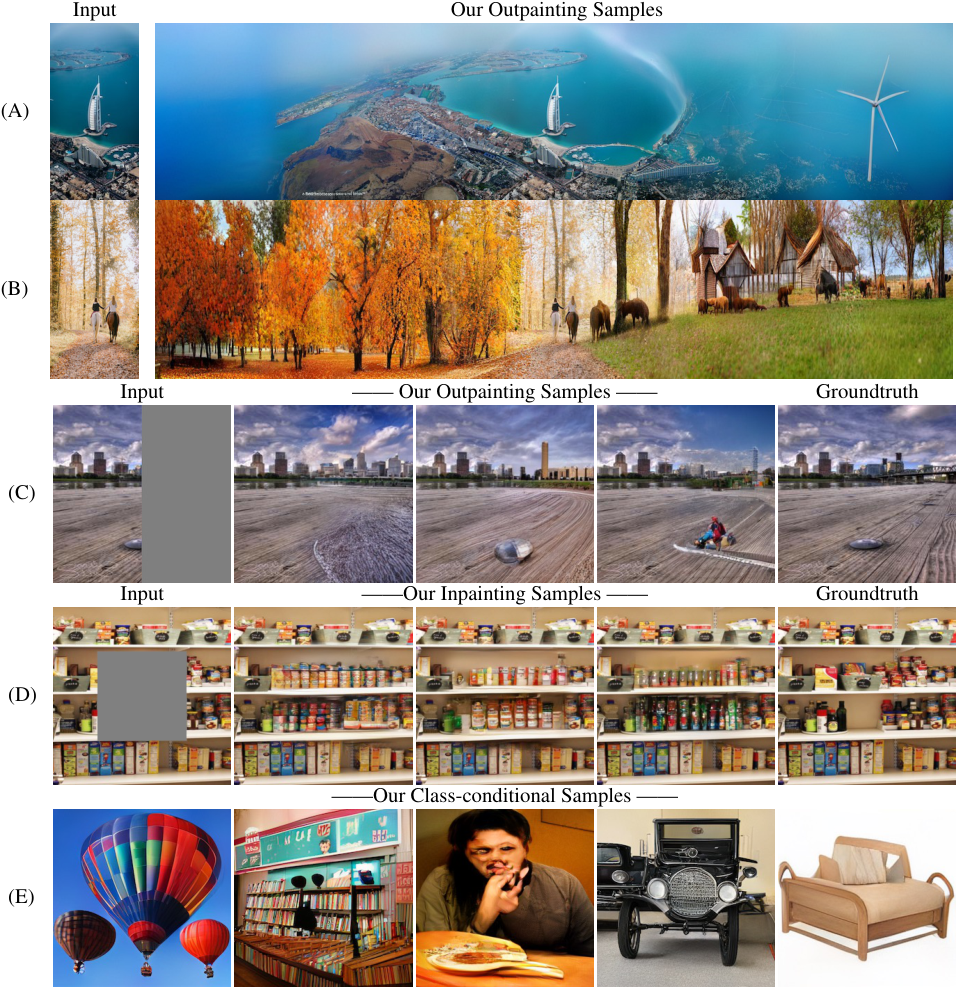 Input Our Outpainting Samples
(A)
(B)
Input —— Our Outpainting Samples —— Groundtruth
(C)
Input ——Our Inpainting Samples —— Groundtruth
(D)
——Our Class-conditional Samples ——
(E)